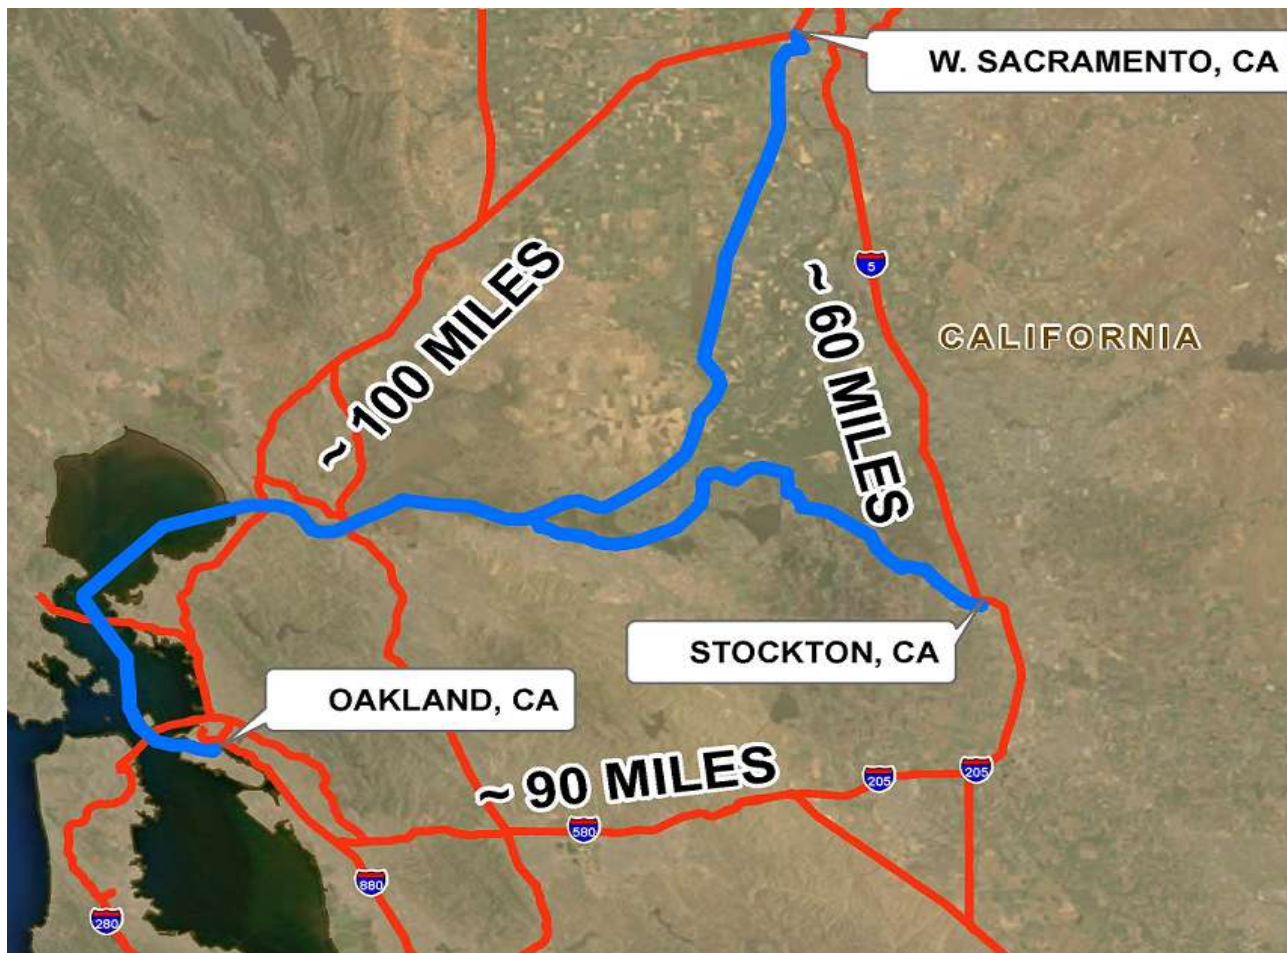 W. SACRAMENTO, CA
5
~ 100 MILES
~ 60 MILES
CALIFORNIA
STOCKTON, CA
OAKLAND, CA
~ 90 MILES
205
205
580
880
280